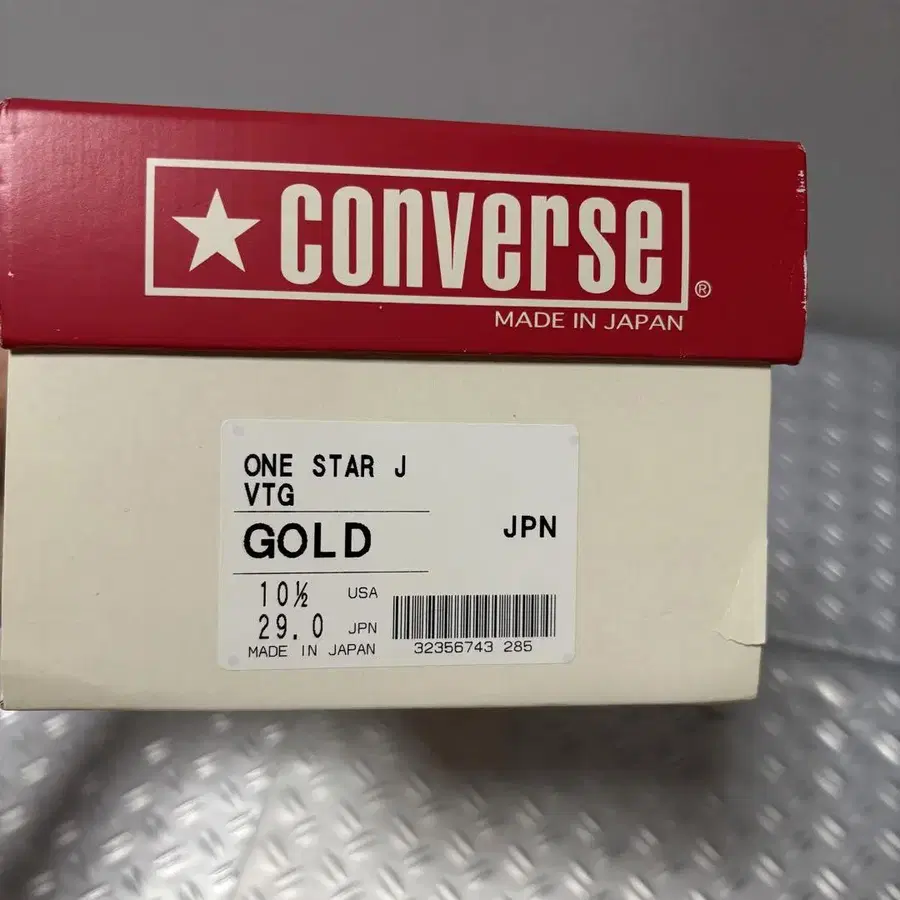 CONVERSE ®
MADE IN JAPAN
ONE STAR J
VTG
GOLD
JPN
10½ USA
29.0 JPN
MADE IN JAPAN
32356743 285